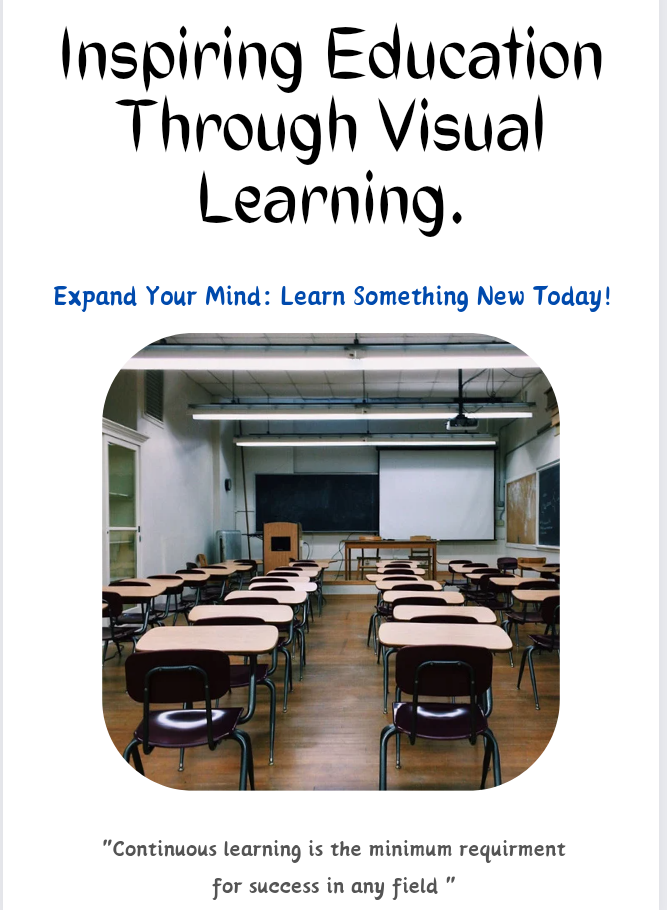 Inspiring Education
Through Visual
Learning.
Expand Your Mind: Learn Something New Today!
"Continuous learning is the minimum requirment
for success in any field "